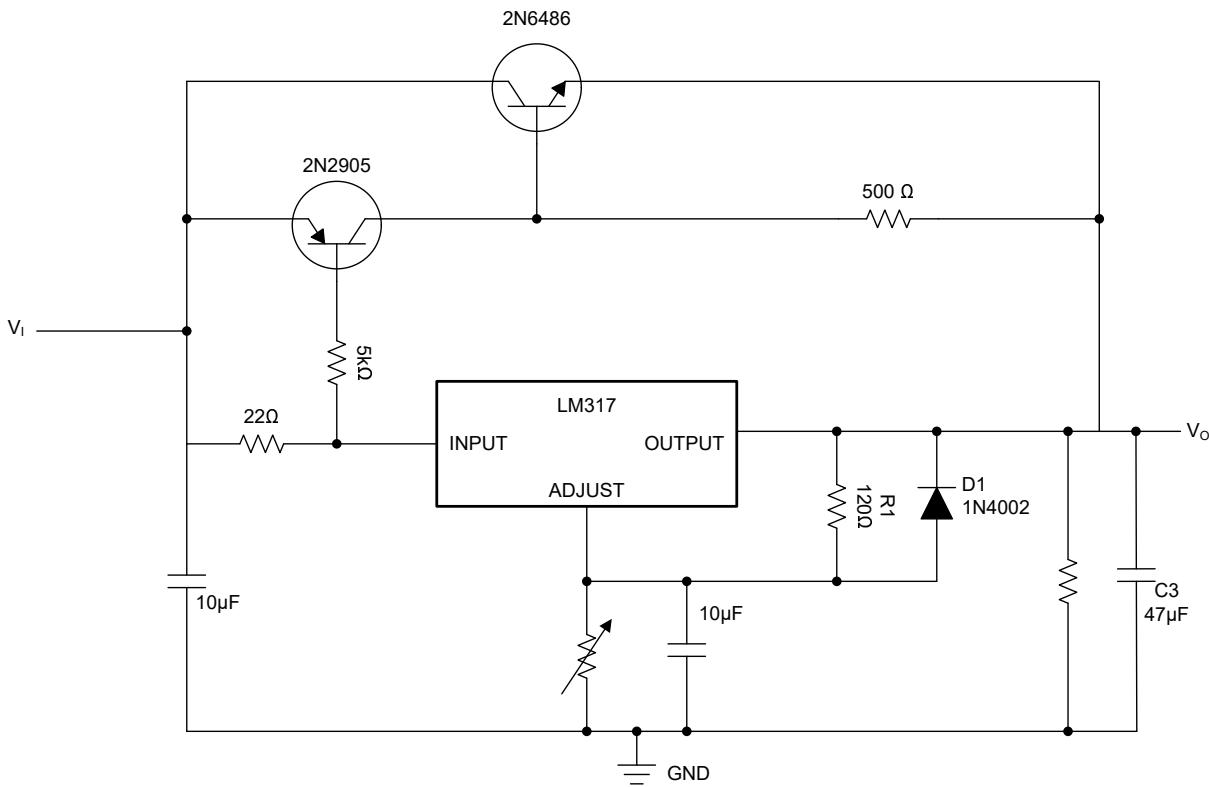 2N6486
2N2905
500 Ω
VI
5kΩ
22Ω
LM317
INPUT
OUTPUT
ADJUST
VO
R1
120Ω
D1
1N4002
10µF
10µF
C3
47µF
GND